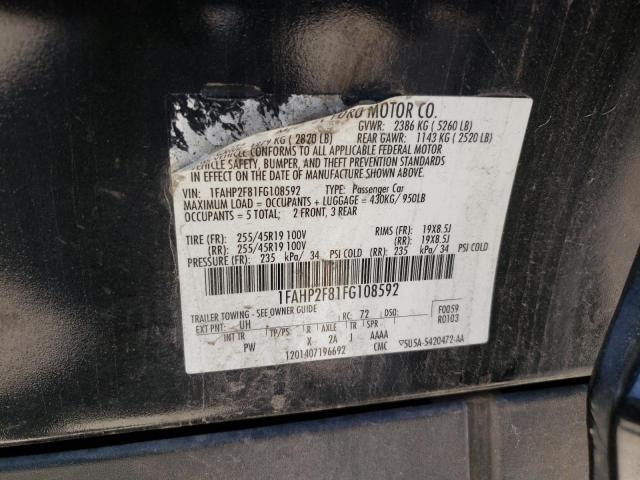 FORD MOTOR CO.
GVWR: 2386 KG ( 5260 LB)
KG ( 2820 LB) REAR GAWR: 1143 KG ( 2520 LB)
VEHICLE CONFORMS TO ALL APPLICABLE FEDERAL MOTOR
VEHICLE SAFETY, BUMPER, AND THEFT PREVENTION STANDARDS
IN EFFECT ON THE DATE OF MANUFACTURE SHOWN ABOVE.
VIN: 1FAHP2F81FG108592 TYPE: Passenger Car
MAXIMUM LOAD = OCCUPANTS + LUGGAGE = 430KG/ 950LB
OCCUPANTS = 5 TOTAL; 2 FRONT, 3 REAR
TIRE (FR): 255/45R19 100V RIMS (FR): 19X8.5J
(RR): 255/45R19 100V (RR): 19X8.5J
PRESSURE (FR): 235 kPa/ 34 PSI COLD (RR): 235 kPa/ 34 PSI COLD
1FAHP2F81FG108592
TRAILER TOWING - SEE OWNER GUIDE
EXT PNT: UH RC: 72 DSO: F0059
INT TR TP/PS R AXLE TR SPR R0103
PW X 2A J AAAA
1201407196692 CMC ▽5U5A-5420472-AA